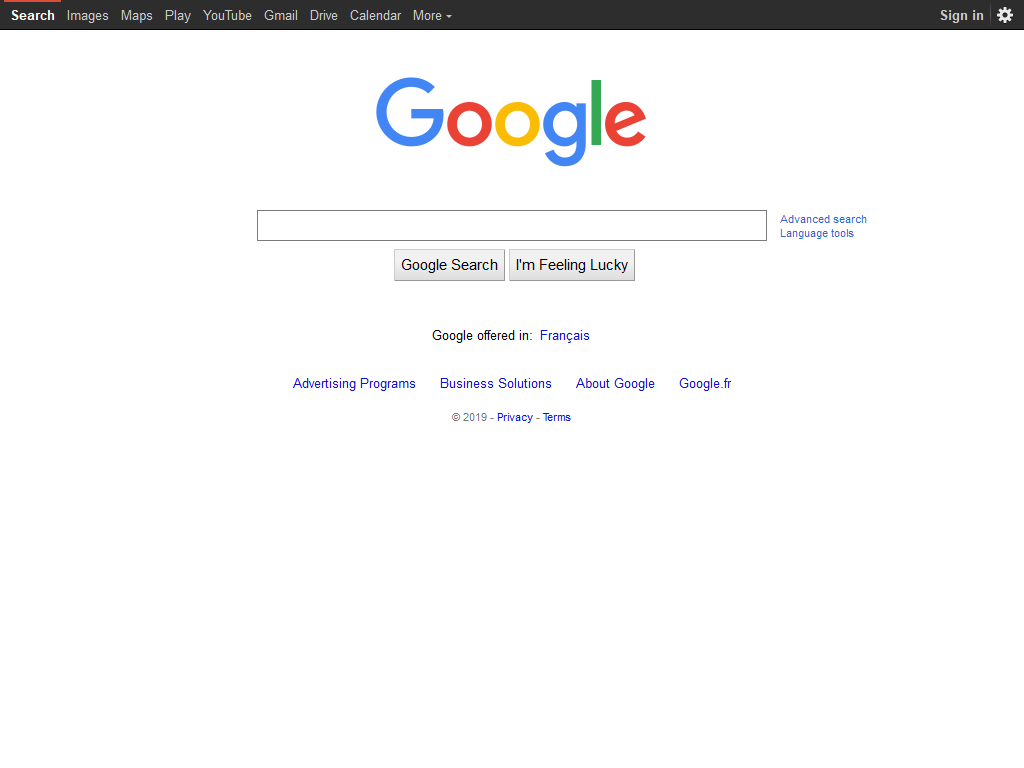 Search Images Maps Play YouTube Gmail Drive Calendar More Sign in
Google
Advanced search
Language tools
Google Search I'm Feeling Lucky
Google offered in: Français
Advertising Programs Business Solutions About Google Google.fr
© 2019 - Privacy - Terms